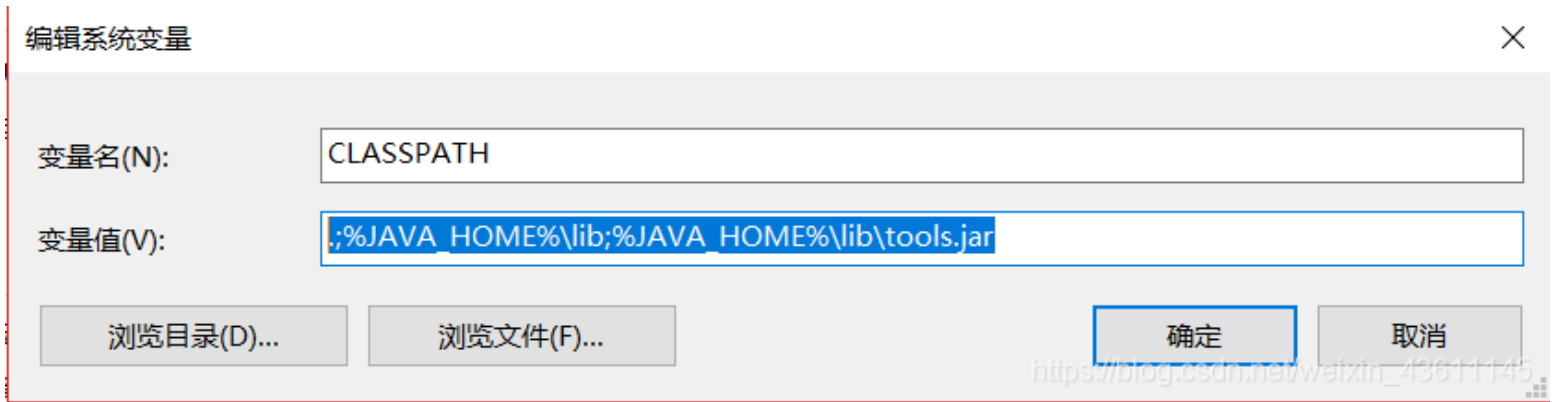 编辑系统变量
变量名(N):
CLASSPATH
变量值(V):
.;%JAVA_HOME%\lib;%JAVA_HOME%\lib\tools.jar
浏览目录(D)...
浏览文件(F)...
确定
取消
https://blog.csdn.net/weixin_43611145